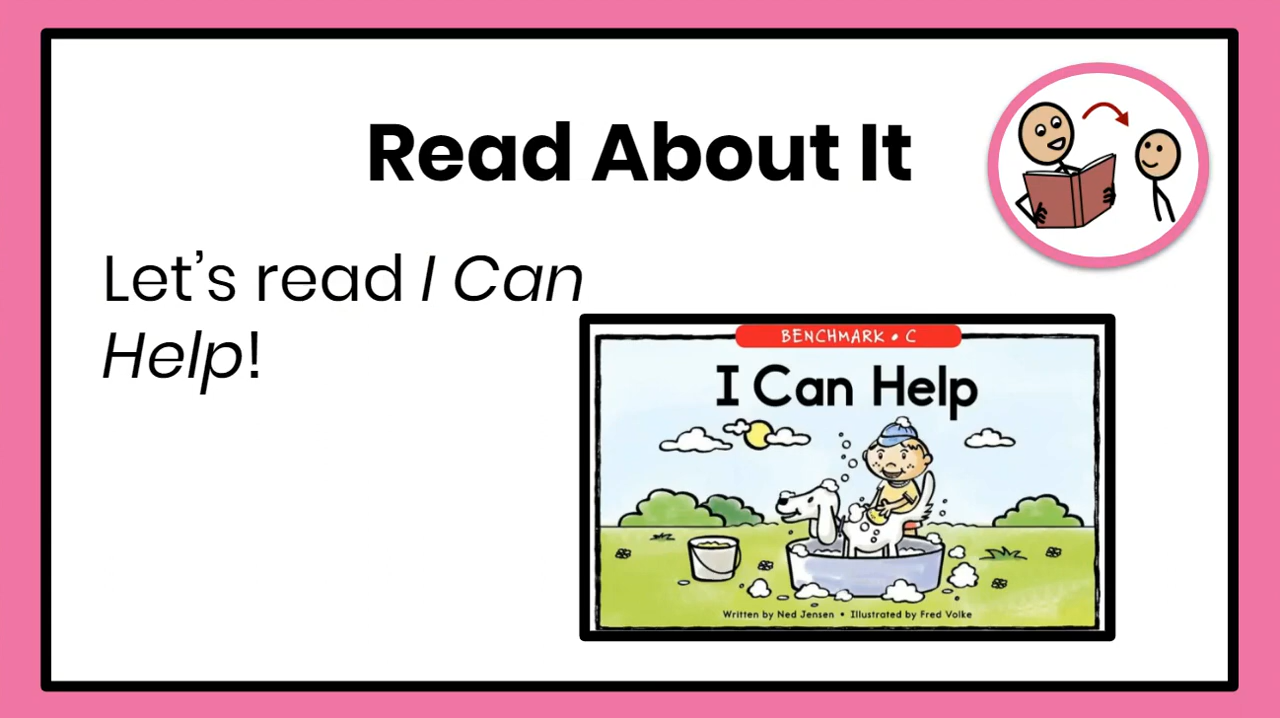 Read About It
Let’s read I Can
Help!
BENCHMARK • C
I Can Help
Written by Ned Jensen • Illustrated by Fred Volke